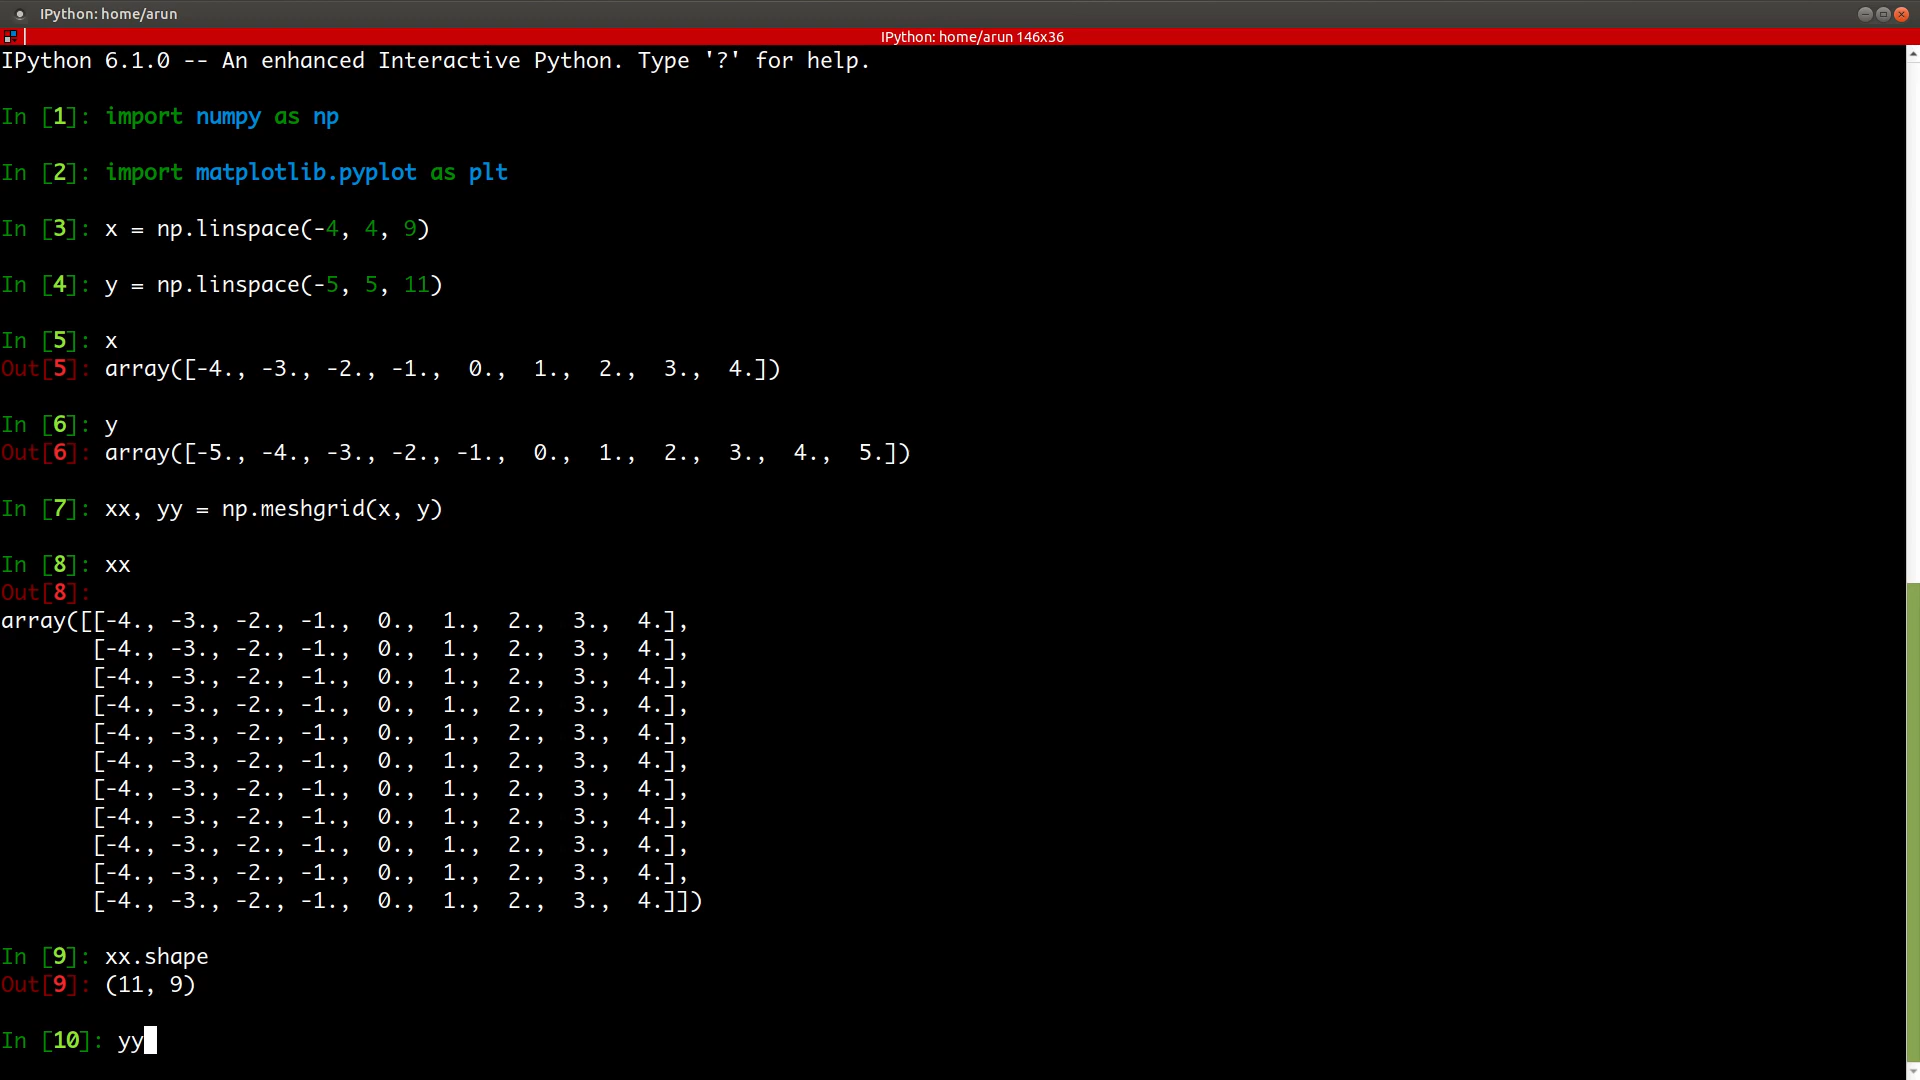 IPython: home/arun
IPython: home/arun 146x36
IPython 6.1.0 -- An enhanced Interactive Python. Type '?' for help.
In [1]: import numpy as np
In [2]: import matplotlib.pyplot as plt
In [3]: x = np.linspace(-4, 4, 9)
In [4]: y = np.linspace(-5, 5, 11)
In [5]: x
Out[5]: array([-4., -3., -2., -1.,  0.,  1.,  2.,  3.,  4.])
In [6]: y
Out[6]: array([-5., -4., -3., -2., -1.,  0.,  1.,  2.,  3.,  4.,  5.])
In [7]: xx, yy = np.meshgrid(x, y)
In [8]: xx
Out[8]:
array([[-4., -3., -2., -1.,  0.,  1.,  2.,  3.,  4.],
       [-4., -3., -2., -1.,  0.,  1.,  2.,  3.,  4.],
       [-4., -3., -2., -1.,  0.,  1.,  2.,  3.,  4.],
       [-4., -3., -2., -1.,  0.,  1.,  2.,  3.,  4.],
       [-4., -3., -2., -1.,  0.,  1.,  2.,  3.,  4.],
       [-4., -3., -2., -1.,  0.,  1.,  2.,  3.,  4.],
       [-4., -3., -2., -1.,  0.,  1.,  2.,  3.,  4.],
       [-4., -3., -2., -1.,  0.,  1.,  2.,  3.,  4.],
       [-4., -3., -2., -1.,  0.,  1.,  2.,  3.,  4.],
       [-4., -3., -2., -1.,  0.,  1.,  2.,  3.,  4.],
       [-4., -3., -2., -1.,  0.,  1.,  2.,  3.,  4.]])
In [9]: xx.shape
Out[9]: (11, 9)
In [10]: yy